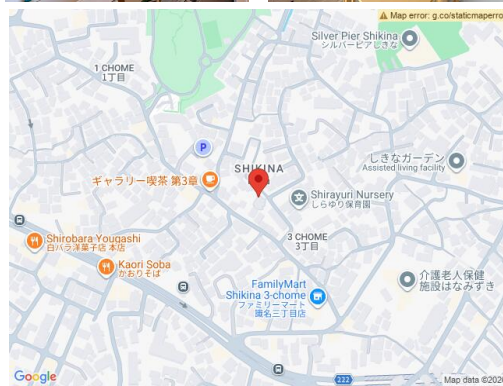 Map error: g.co/staticmaperro
Silver Pier Shikina
シルバーピアしきな
1 CHOME
1丁目
P
SHIKINA
しきなガーデン
Assisted living facility
ギャラリー喫茶 第3章
Shirayuri Nursery
しらゆり保育園
3 CHOME
3丁目
Shirobara Yougashi
白バラ洋菓子店 本店
Kaori Soba
かおりそば
FamilyMart
Shikina 3-chome
ファミリーマート
識名三丁目店
介護老人保健
施設はなみずき
Google
222
Map data ©202